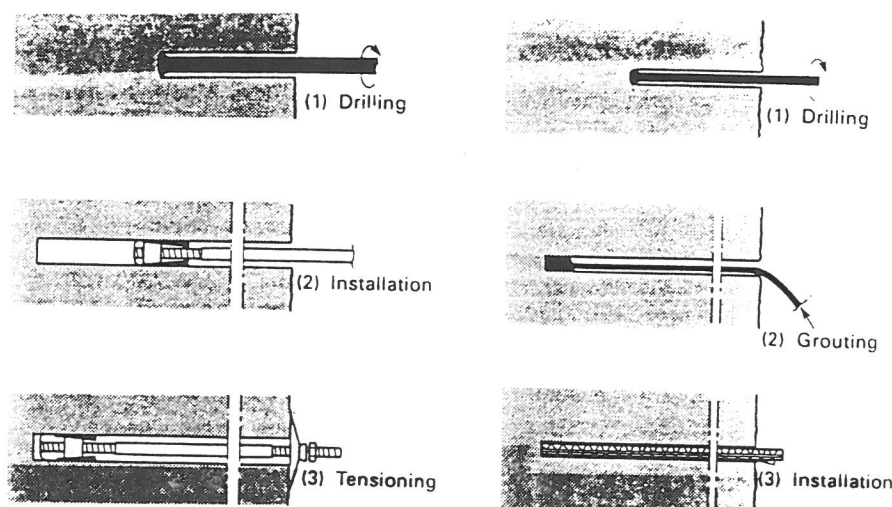 (1) Drilling
(1) Drilling
(2) Installation
(2) Grouting
(3) Tensioning
(3) Installation